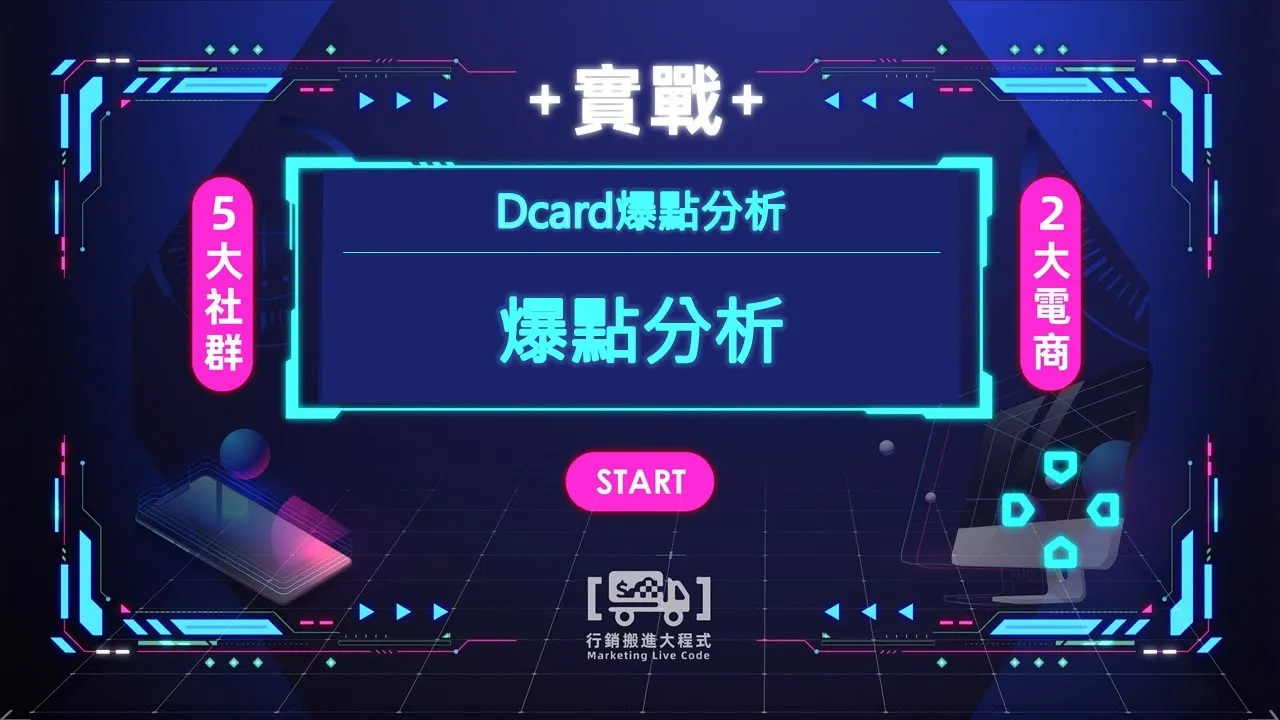 實戰
Dcard爆點分析
爆點分析
5大社群
2大電商
START
行銷搬進大程式
Marketing Live Code